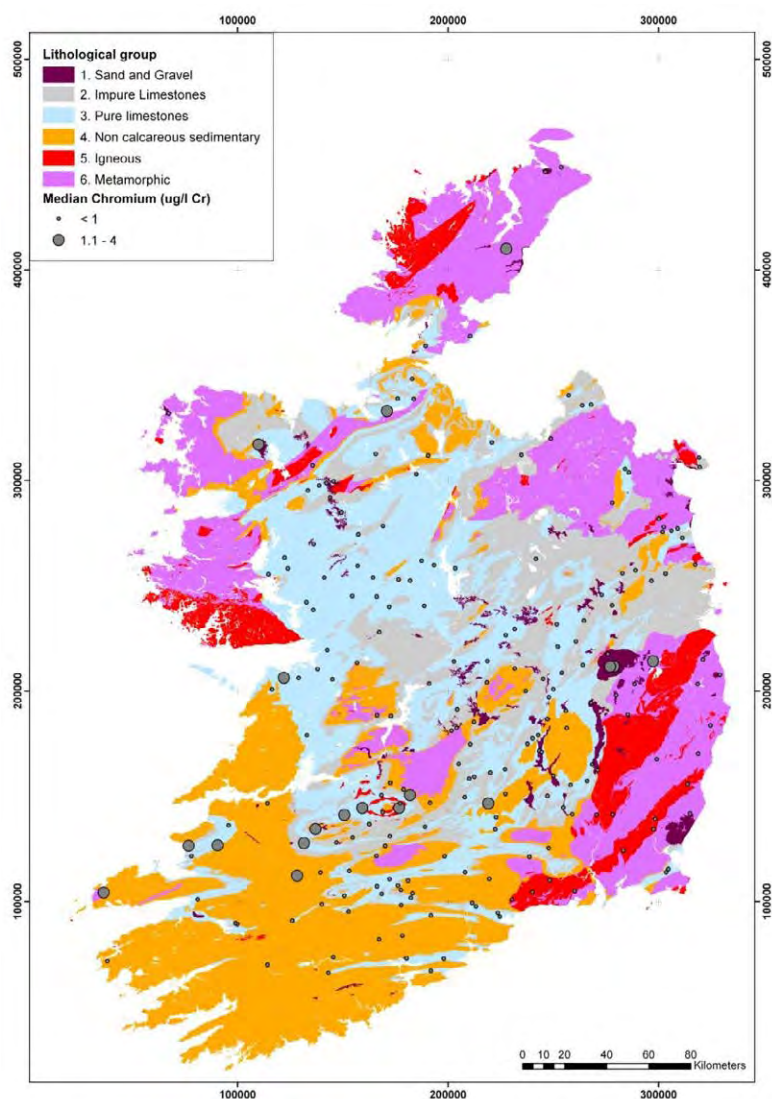 100000 200000 300000
500000 500000
Lithological group
1. Sand and Gravel
2. Impure Limestones
3. Pure limestones
4. Non calcareous sedimentary
5. Igneous
6. Metamorphic
Median Chromium (ug/l Cr)
< 1
1.1 - 4
400000 400000
300000 300000
200000 200000
100000 100000
0 10 20 40 60 80
Kilometers
100000 200000 300000